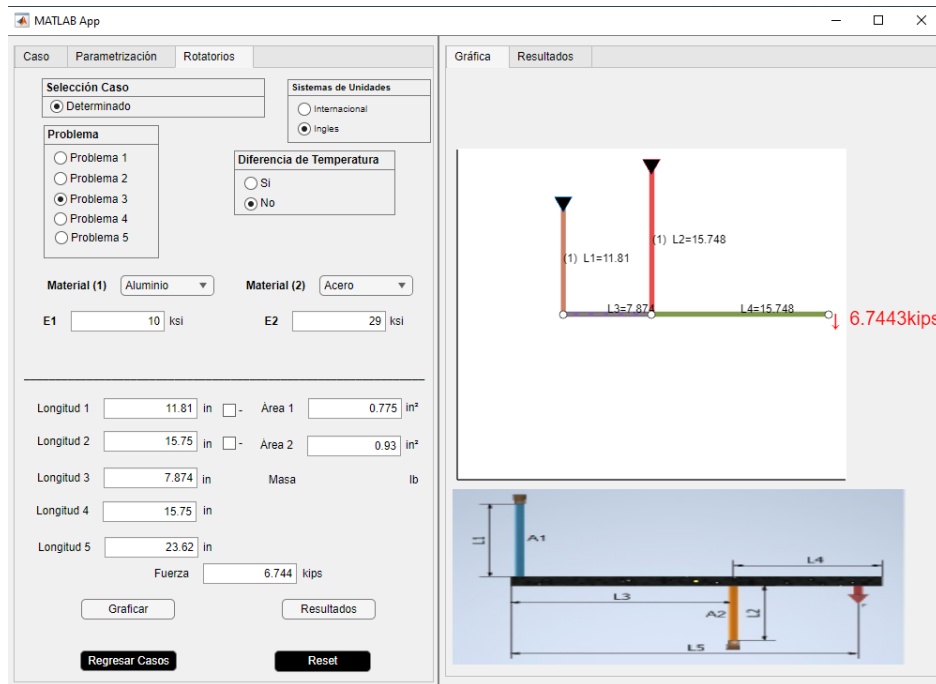 MATLAB App
Caso Parametrización Rotatorios
Selección Caso
Determinado
Sistemas de Unidades
Internacional
Ingles
Problema
Problema 1
Problema 2
Problema 3
Problema 4
Problema 5
Diferencia de Temperatura
Si
No
Material (1) Aluminio Material (2) Acero
E1 10 ksi E2 29 ksi
Longitud 1 11.81 in - Área 1 0.775 in²
Longitud 2 15.75 in - Área 2 0.93 in²
Longitud 3 7.874 in Masa lb
Longitud 4 15.75 in
Longitud 5 23.62 in
Fuerza 6.744 kips
Graficar Resultados
Regresar Casos Reset
Gráfica Resultados
(1) L2=15.748
(1) L1=11.81
L3=7.874 L4=15.748
↓ 6.7443kips
L1 A1
L4
L3
A2 L2
L5